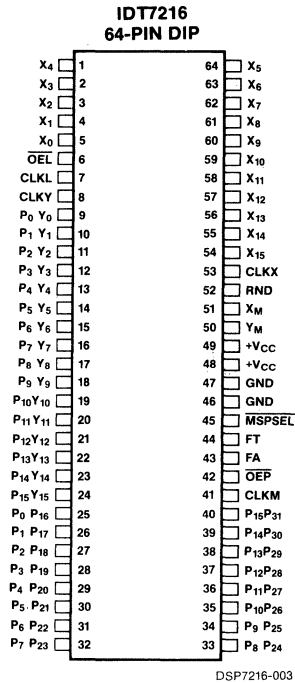 IDT7216
64-PIN DIP
X4 1 64 X5
X3 2 63 X6
X2 3 62 X7
X1 4 61 X8
X0 5 60 X9
OEL 6 59 X10
CLKL 7 58 X11
CLKY 8 57 X12
P0 Y0 9 56 X13
P1 Y1 10 55 X14
P2 Y2 11 54 X15
P3 Y3 12 53 CLKX
P4 Y4 13 52 RND
P5 Y5 14 51 XM
P6 Y6 15 50 YM
P7 Y7 16 49 +VCC
P8 Y8 17 48 +VCC
P9 Y9 18 47 GND
P10Y10 19 46 GND
P11Y11 20 45 MSPSEL
P12Y12 21 44 FT
P13Y13 22 43 FA
P14Y14 23 42 OEP
P15Y15 24 41 CLKM
P0 P16 25 40 P15P31
P1 P17 26 39 P14P30
P2 P18 27 38 P13P29
P3 P19 28 37 P12P28
P4 P20 29 36 P11P27
P5 P21 30 35 P10P26
P6 P22 31 34 P9 P25
P7 P23 32 33 P8 P24
DSP7216-003